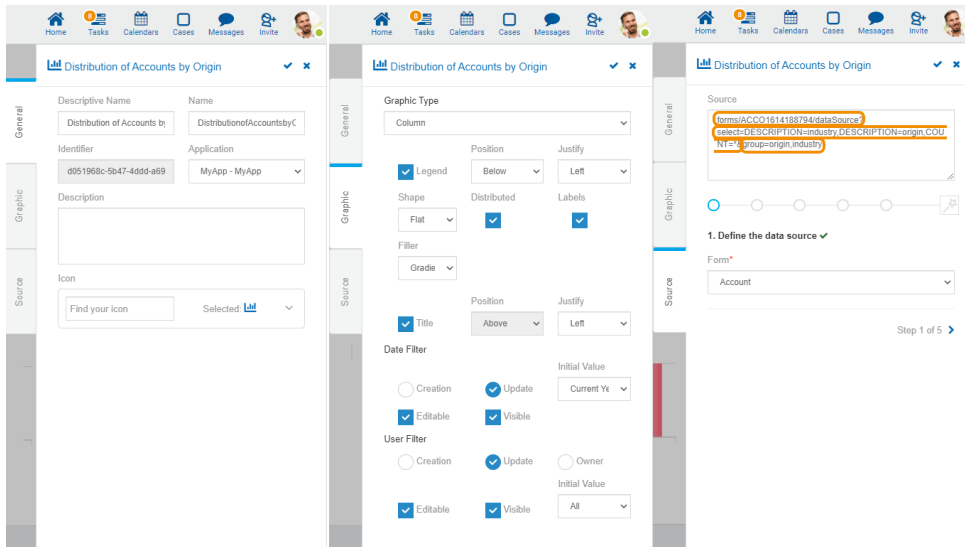 Home Tasks Calendars Cases Messages Invite
8
Distribution of Accounts by Origin
General
Graphic
Source
Descriptive Name Name
Distribution of Accounts by DistributionofAccountsbyC
Identifier Application
d051968c-5b47-4ddd-a69 MyApp - MyApp
Description
Icon
Find your icon Selected:
Home Tasks Calendars Cases Messages Invite
8
Distribution of Accounts by Origin
General
Graphic
Source
Graphic Type
Column
Position Justify
Legend Below Left
Shape Distributed Labels
Flat
Filler
Gradie
Position Justify
Title Above Left
Date Filter
Initial Value
Creation Update Current Ye
Editable Visible
User Filter
Creation Update Owner
Initial Value
Editable Visible All
Home Tasks Calendars Cases Messages Invite
8
Distribution of Accounts by Origin
General
Graphic
Source
Source
forms/ACCO1614188794/dataSource?
select=DESCRIPTION=industry,DESCRIPTION=origin,COU
NT=*&group=origin,industry
1. Define the data source
Form*
Account
Step 1 of 5